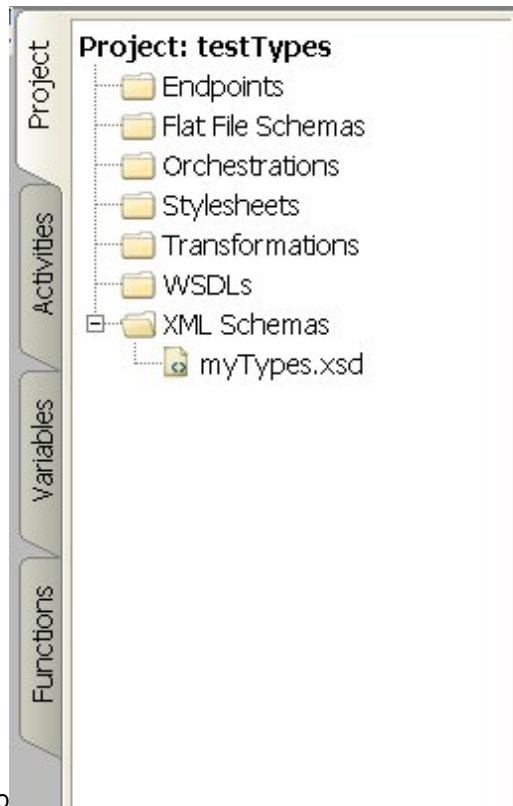 Project
Activities
Variables
Functions
Project: testTypes
Endpoints
Flat File Schemas
Orchestrations
Stylesheets
Transformations
WSDLs
XML Schemas
myTypes.xsd